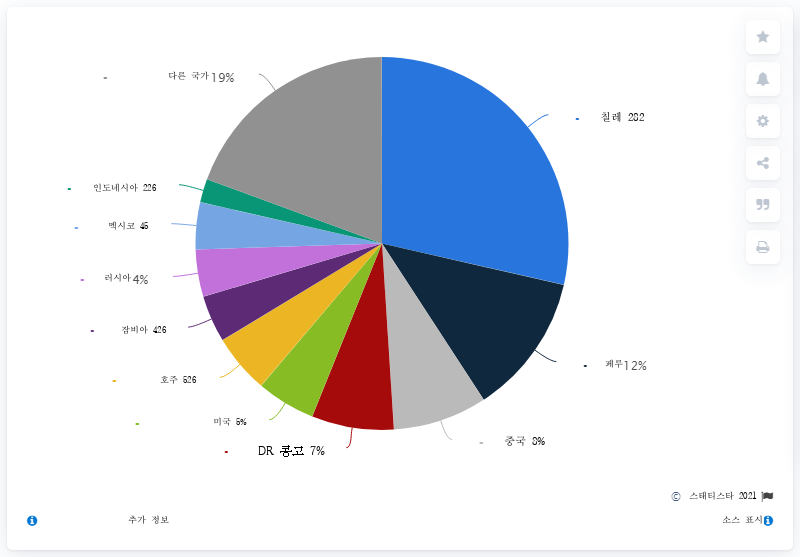 다른 국가 19%
칠레 282
인도네시아 226
멕시코 45
러시아 4%
잠비아 426
페루 12%
호주 526
미국 5%
중국 8%
DR 콩고 7%
© 스태티스타 2021
추가 정보
소스 표시